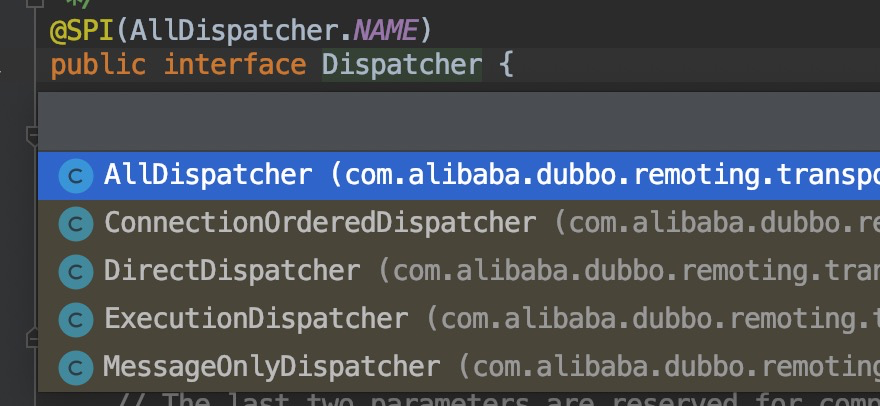 */
@SPI(AllDispatcher.NAME)
public interface Dispatcher {
C AllDispatcher (com.alibaba.dubbo.remoting.transpo
C ConnectionOrderedDispatcher (com.alibaba.dubbo.re
C DirectDispatcher (com.alibaba.dubbo.remoting.tran
C ExecutionDispatcher (com.alibaba.dubbo.remoting.t
C MessageOnlyDispatcher (com.alibaba.dubbo.remoting
// The last two parameters are reserved for comp